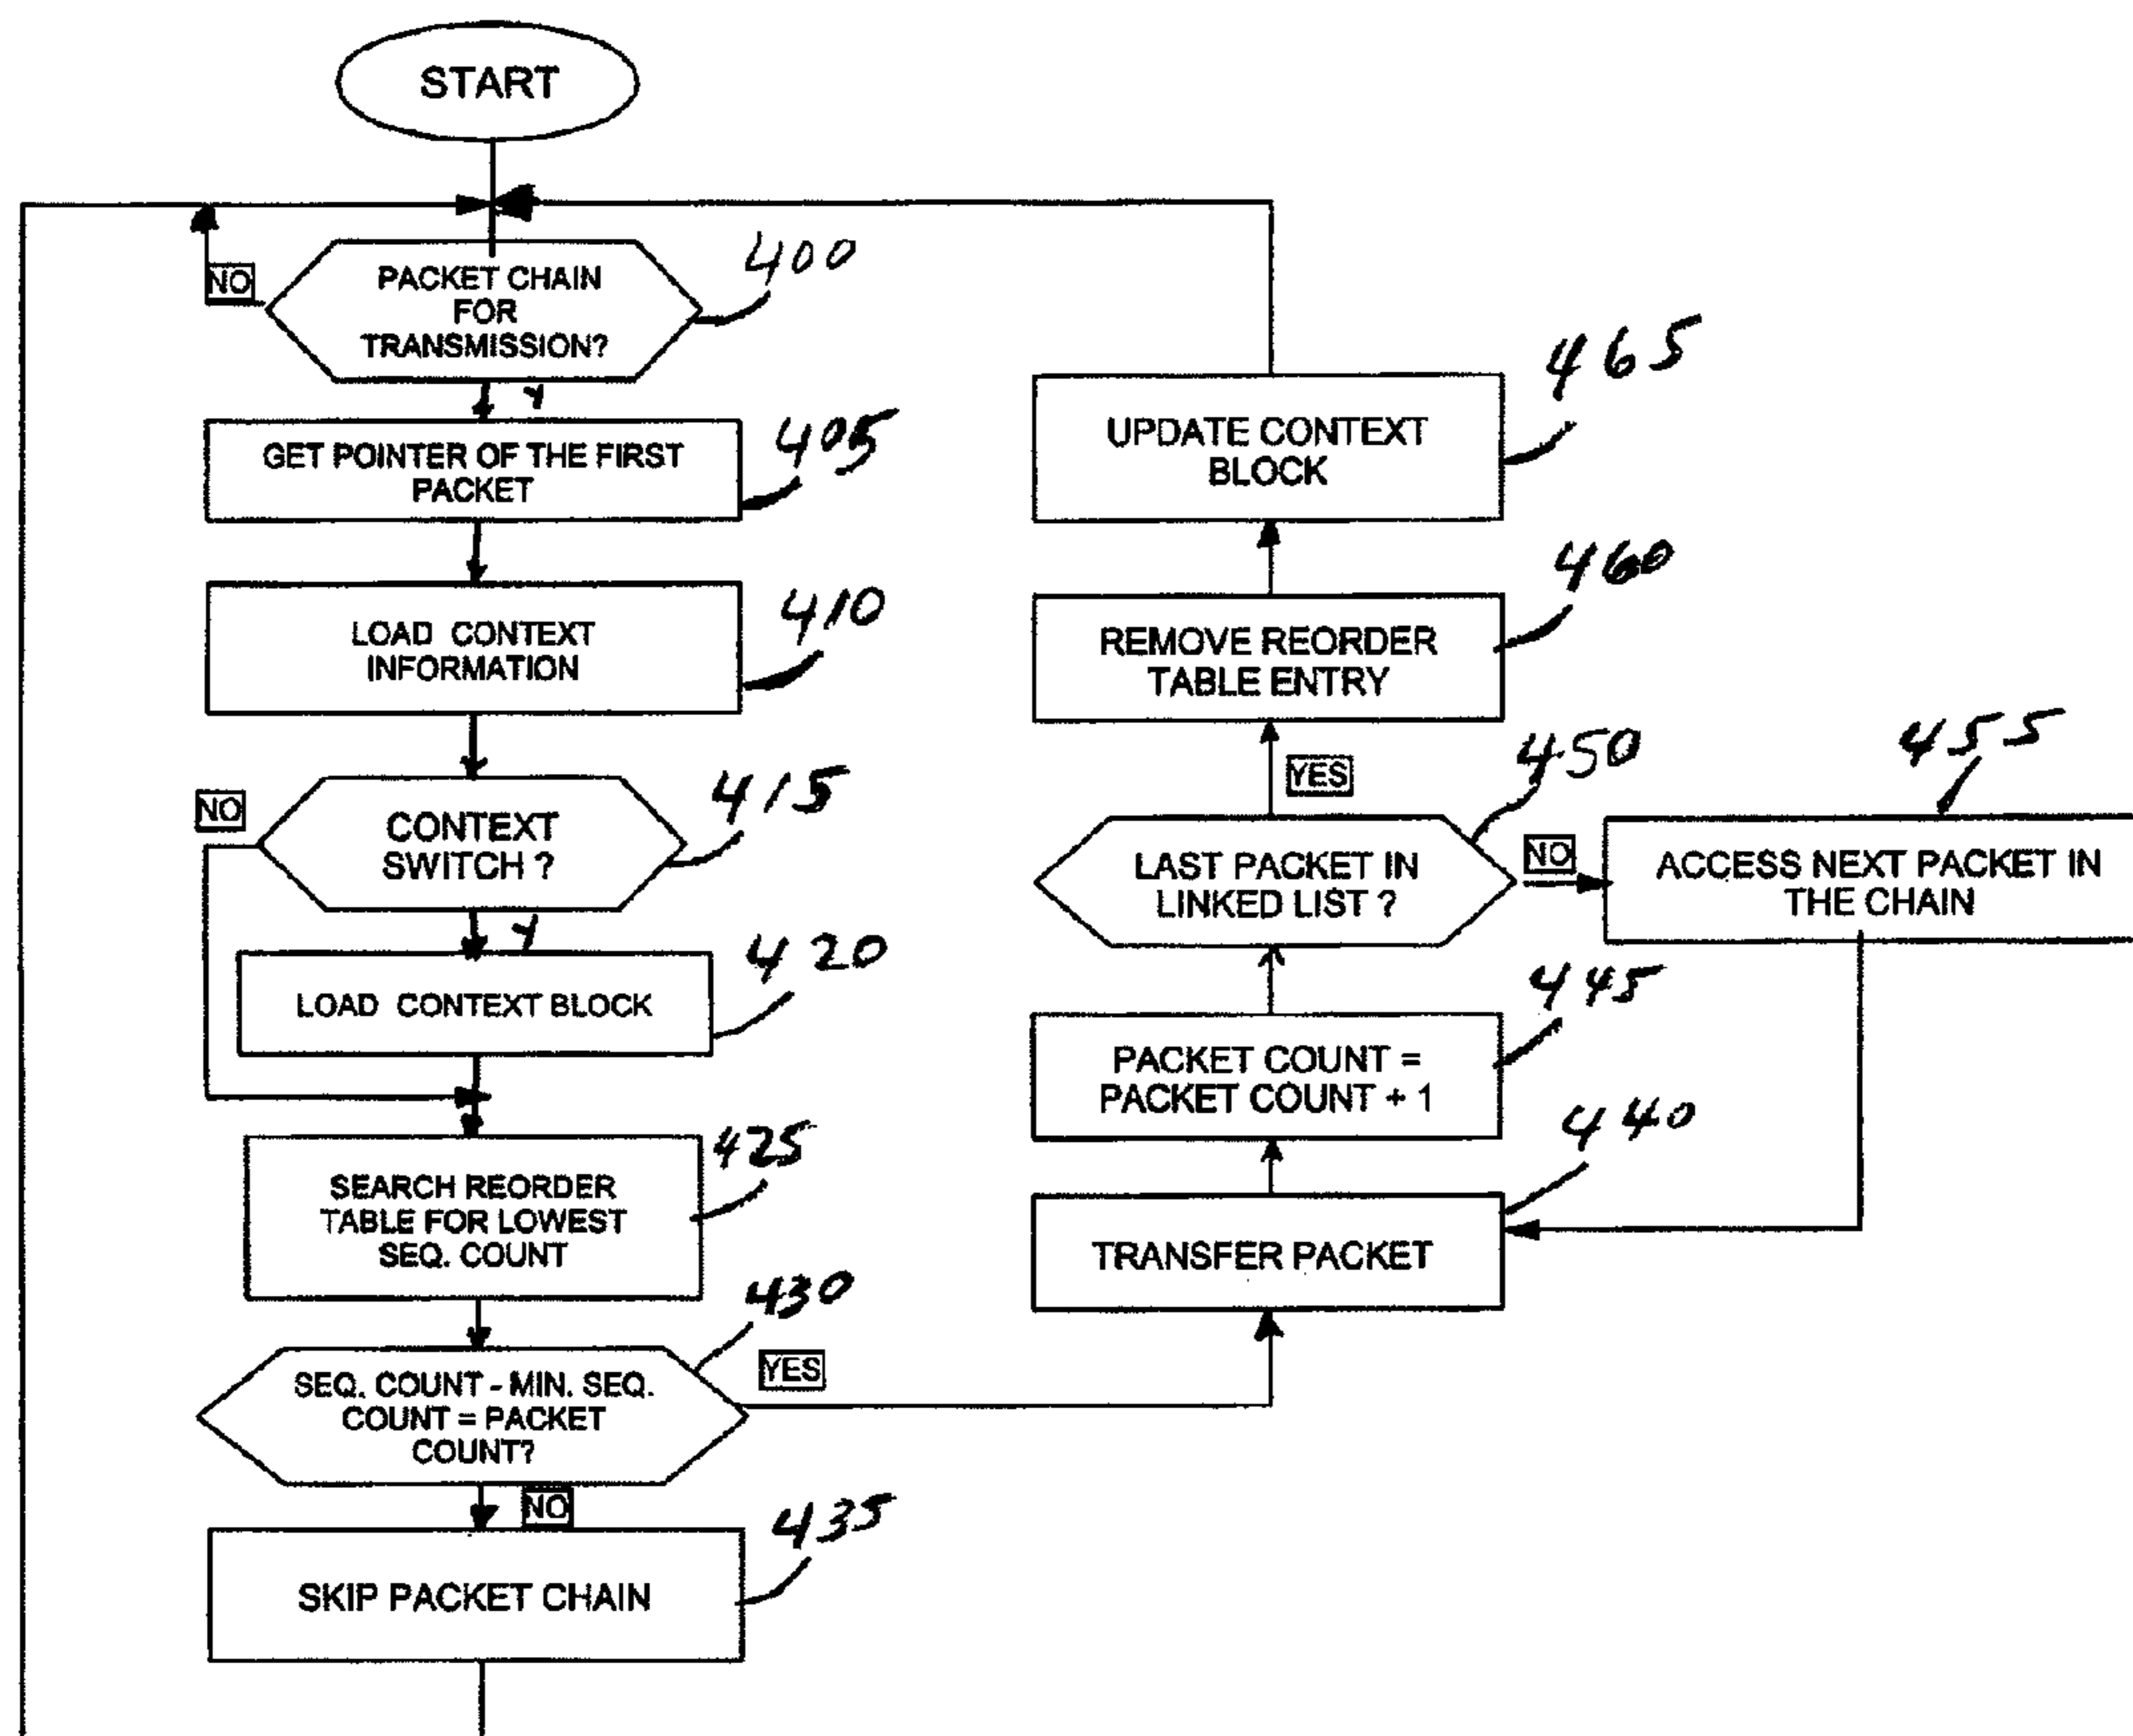 START
NO
PACKET CHAIN
FOR
TRANSMISSION?
400
Y
GET POINTER OF THE FIRST
PACKET
405
LOAD CONTEXT
INFORMATION
410
NO
CONTEXT
SWITCH ?
415
Y
LOAD CONTEXT BLOCK
420
SEARCH REORDER
TABLE FOR LOWEST
SEQ. COUNT
425
SEQ. COUNT - MIN. SEQ.
COUNT = PACKET
COUNT?
430
YES
NO
SKIP PACKET CHAIN
435
UPDATE CONTEXT
BLOCK
465
REMOVE REORDER
TABLE ENTRY
460
YES
LAST PACKET IN
LINKED LIST ?
450
NO
ACCESS NEXT PACKET IN
THE CHAIN
455
PACKET COUNT =
PACKET COUNT + 1
445
TRANSFER PACKET
440